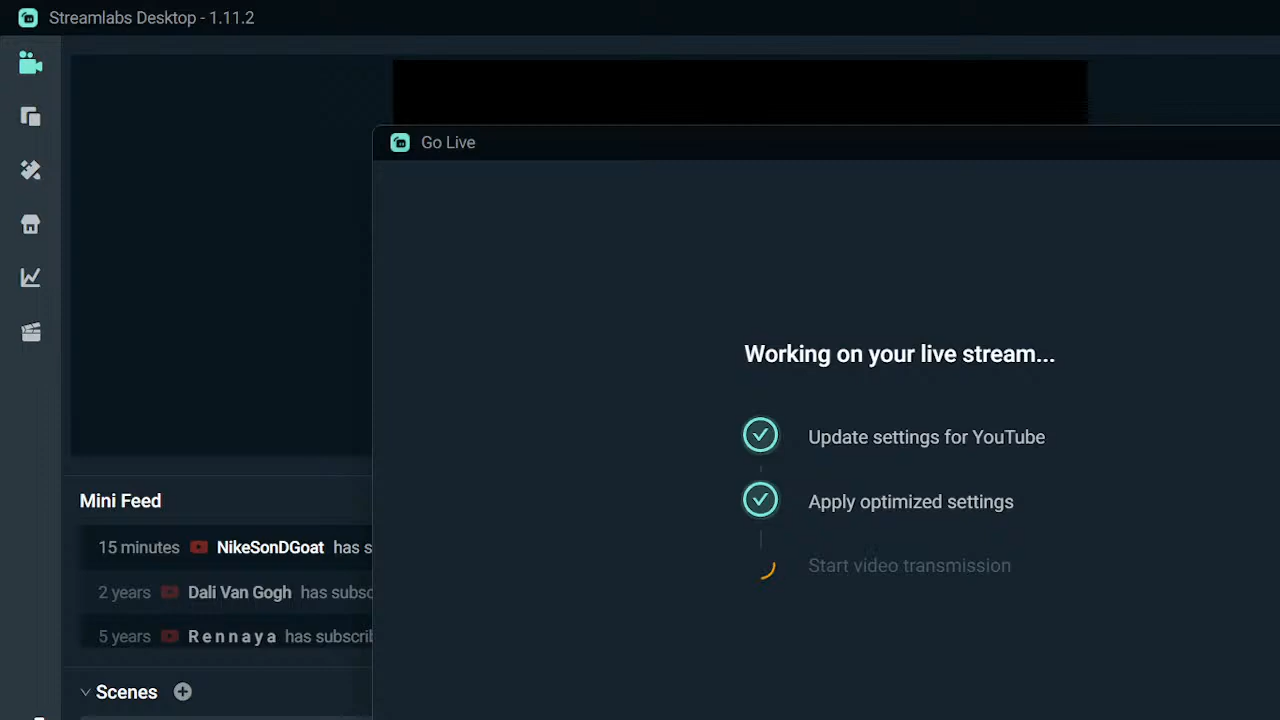 Streamlabs Desktop - 1.11.2
Go Live
Working on your live stream...
Update settings for YouTube
Apply optimized settings
Start video transmission
Mini Feed
15 minutes NikeSonDGoat has s
2 years Dali Van Gogh has subsc
5 years Rennaya has subscrib
Scenes